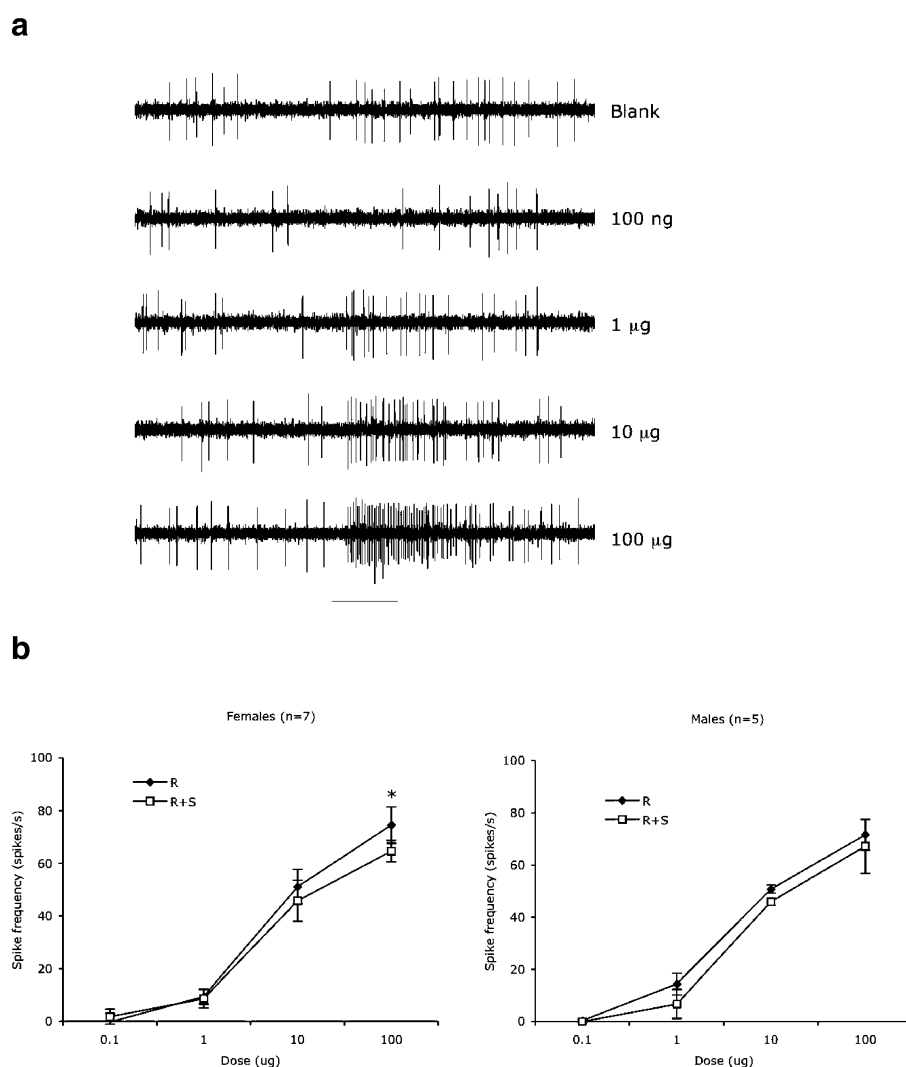 a
Blank
100 ng
1 μg
10 μg
100 μg
b
Females (n=7)
100
80
60
40
20
0
Spike frequency (spikes/s)
R
R+S
*
0.1
1
10
100
Dose (ug)
Males (n=5)
100
80
60
40
20
0
Spike frequency (spikes/s)
R
R+S
0.1
1
10
100
Dose (ug)